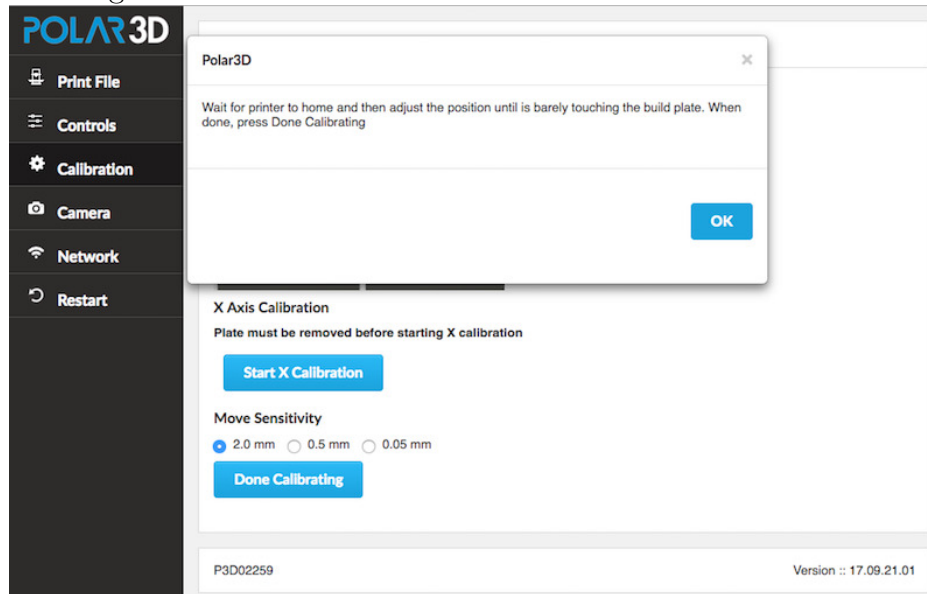 POLAR3D
Print File
Controls
Calibration
Camera
Network
Restart
Polar3D
×
Wait for printer to home and then adjust the position until is barely touching the build plate. When
done, press Done Calibrating
OK
X Axis Calibration
Plate must be removed before starting X calibration
Start X Calibration
Move Sensitivity
2.0 mm 0.5 mm 0.05 mm
Done Calibrating
P3D02259 Version :: 17.09.21.01